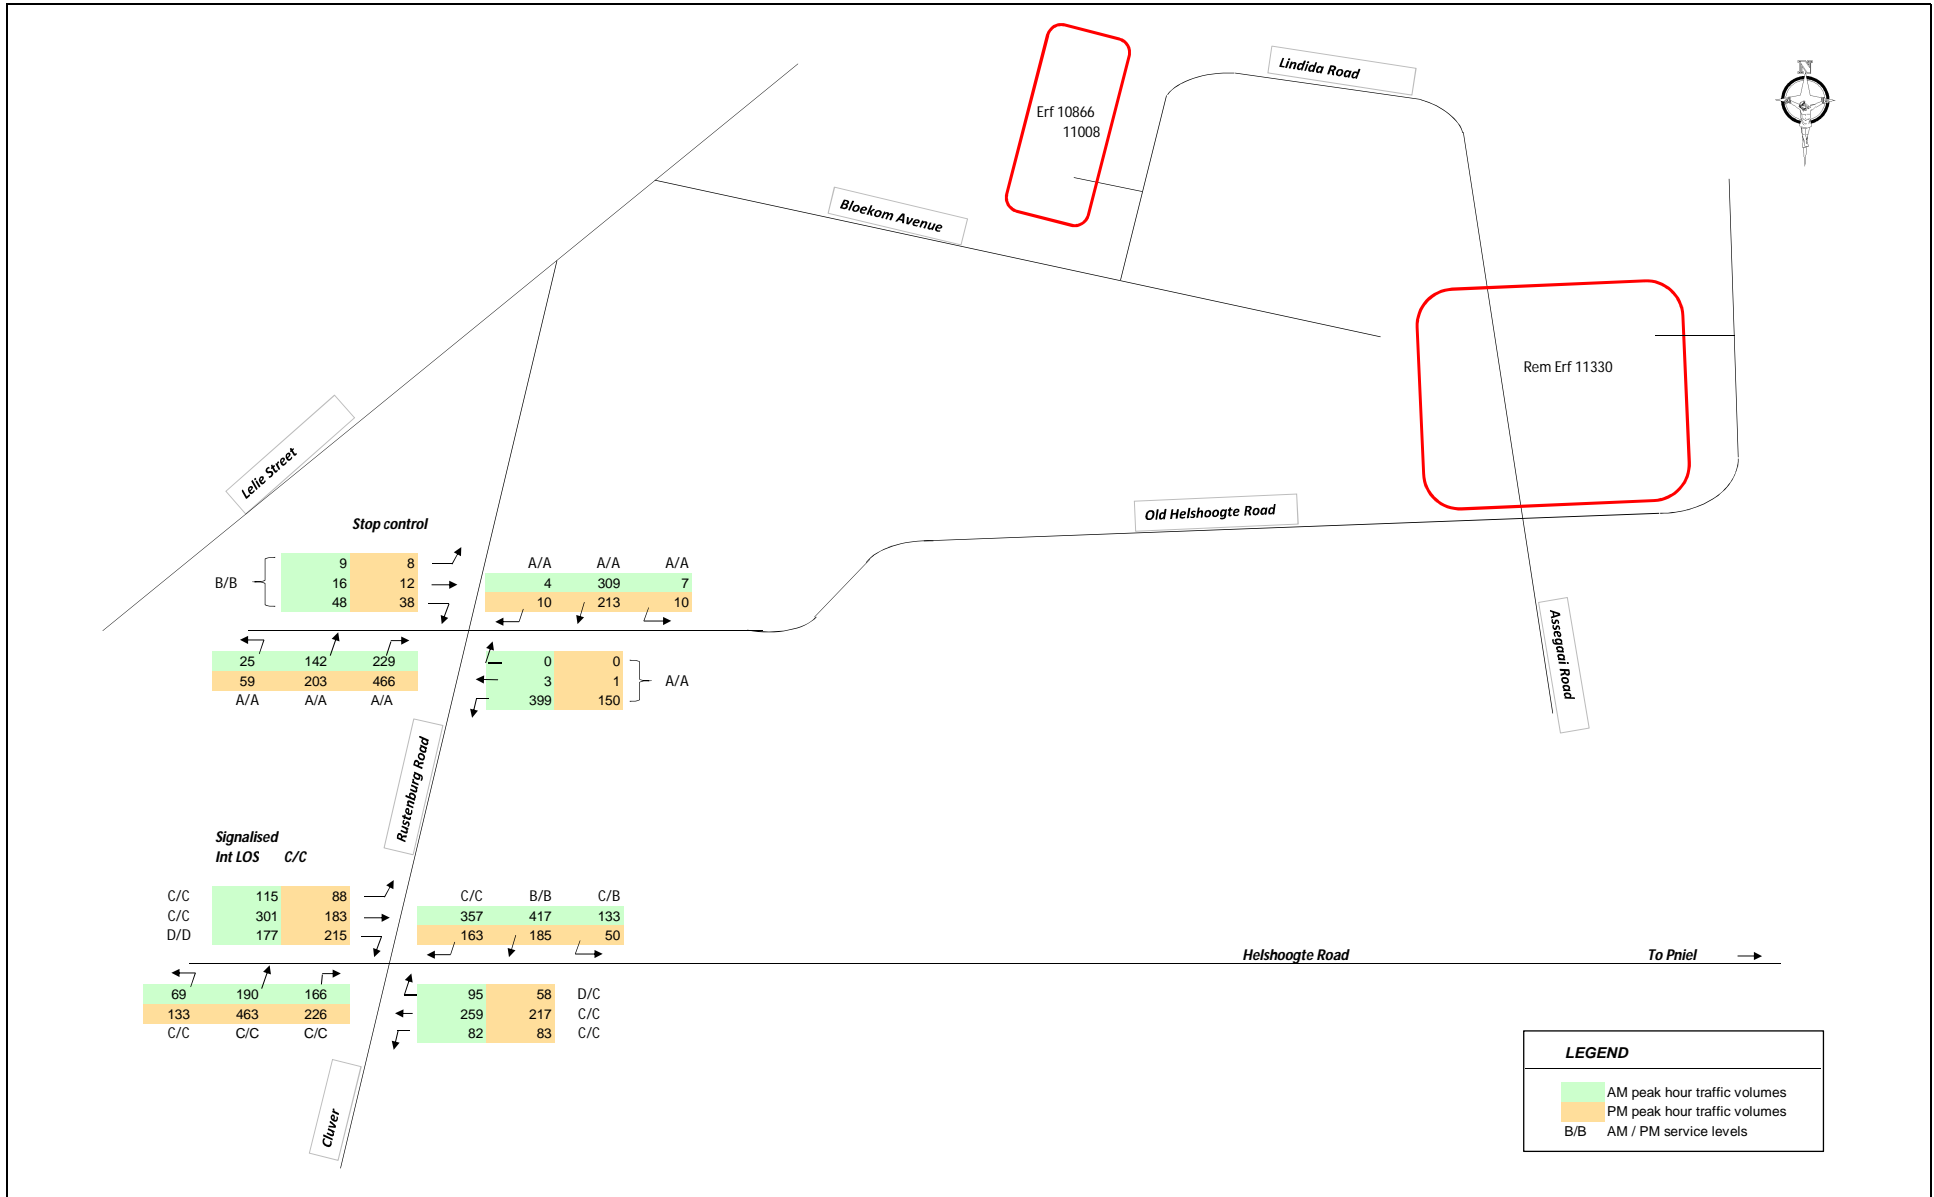 N
Lindida Road
Erf 10866
11008
Bloekom Avenue
Rem Erf 11330
Lelie Street
Old Helshoogte Road
Assegaai Road
Stop control
B/B
9 8
16 12
48 38
A/A A/A A/A
4 309 7
10 213 10
25 142 229
59 203 466
A/A A/A A/A
0 0
3 1
399 150
A/A
Rustenburg Road
Signalised
Int LOS C/C
C/C 115 88
C/C 301 183
D/D 177 215
C/C B/B C/B
357 417 133
163 185 50
Helshoogte Road
To Pniel
69 190 166
133 463 226
C/C C/C C/C
95 58 D/C
259 217 C/C
82 83 C/C
Cluver
LEGEND
AM peak hour traffic volumes
PM peak hour traffic volumes
B/B AM / PM service levels